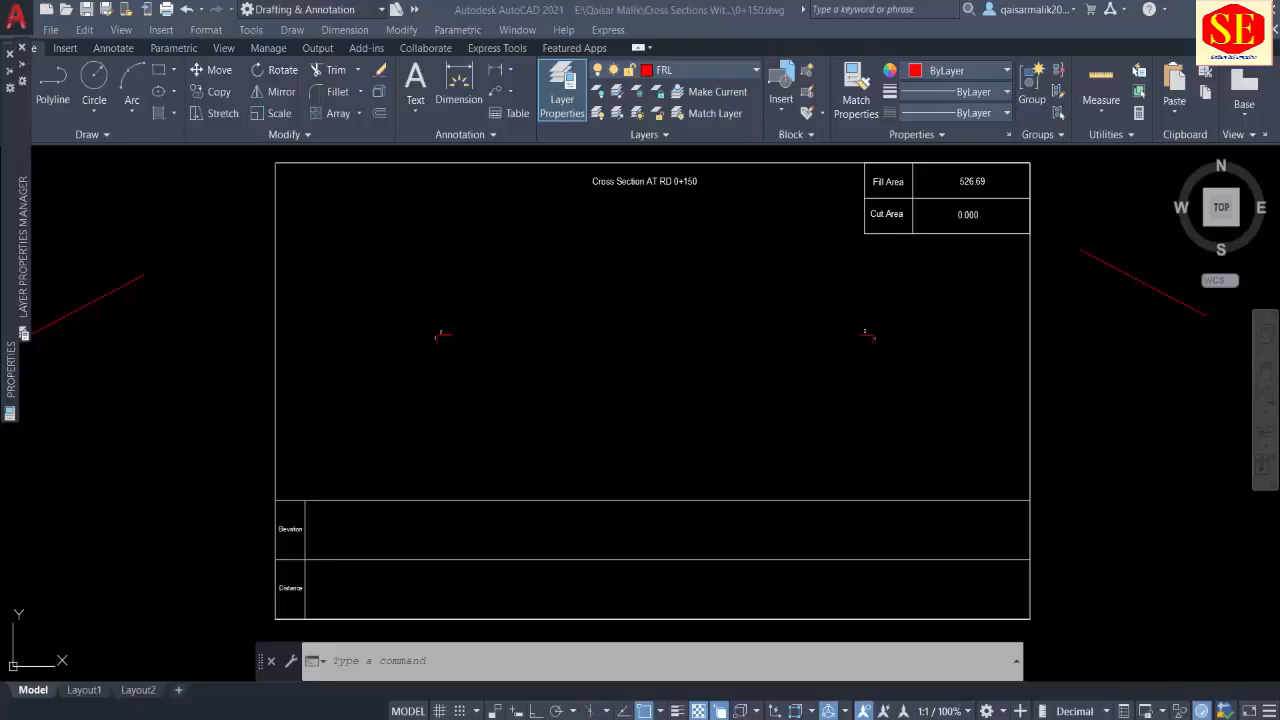 Drafting & Annotation
Autodesk AutoCAD 2021
E:\Qaisar Malik\Cross Sections Wit...\0+150.dwg
Type a keyword or phrase
qaisarmalik20...
SE
File Edit View Insert Format Tools Draw Dimension Modify Parametric Window Help Express
Insert Annotate Parametric View Manage Output Add-ins Collaborate Express Tools Featured Apps
Polyline
Circle
Arc
Move
Rotate
Trim
Copy
Mirror
Fillet
Stretch
Scale
Array
Text
Dimension
Table
Layer Properties
FRL
Make Current
Match Layer
Insert
Match Properties
ByLayer
ByLayer
ByLayer
Group
Measure
Paste
Base
Draw
Modify
Annotation
Layers
Block
Properties
Groups
Utilities
Clipboard
View
LAYER PROPERTIES MANAGER
PROPERTIES
Cross Section AT RD 0+150
Fill Area 526.69
Cut Area 0.000
N
W TOP E
S
WCS
Elevation
Distance
Y
X
Type a command
Model Layout1 Layout2 +
MODEL
1:1 / 100%
Decimal